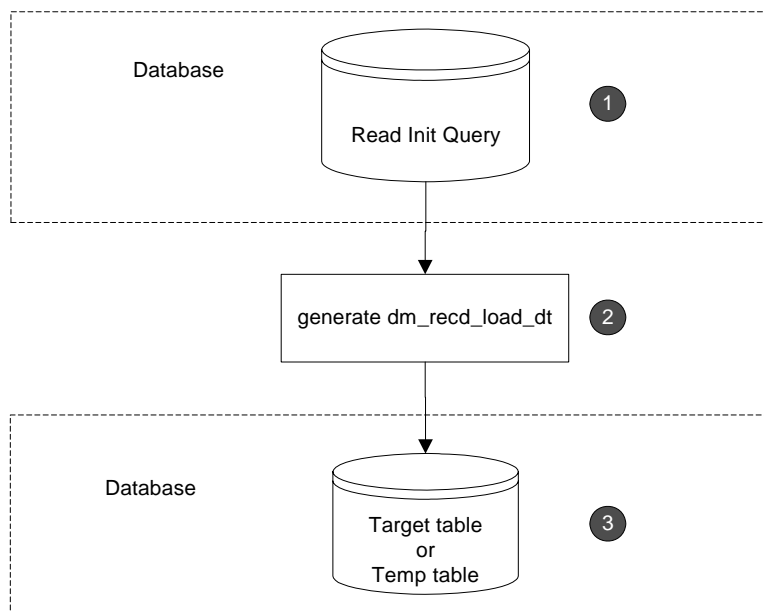 Database
1
Read Init Query
generate dm_recd_load_dt
2
Database
Target table
or
Temp table
3